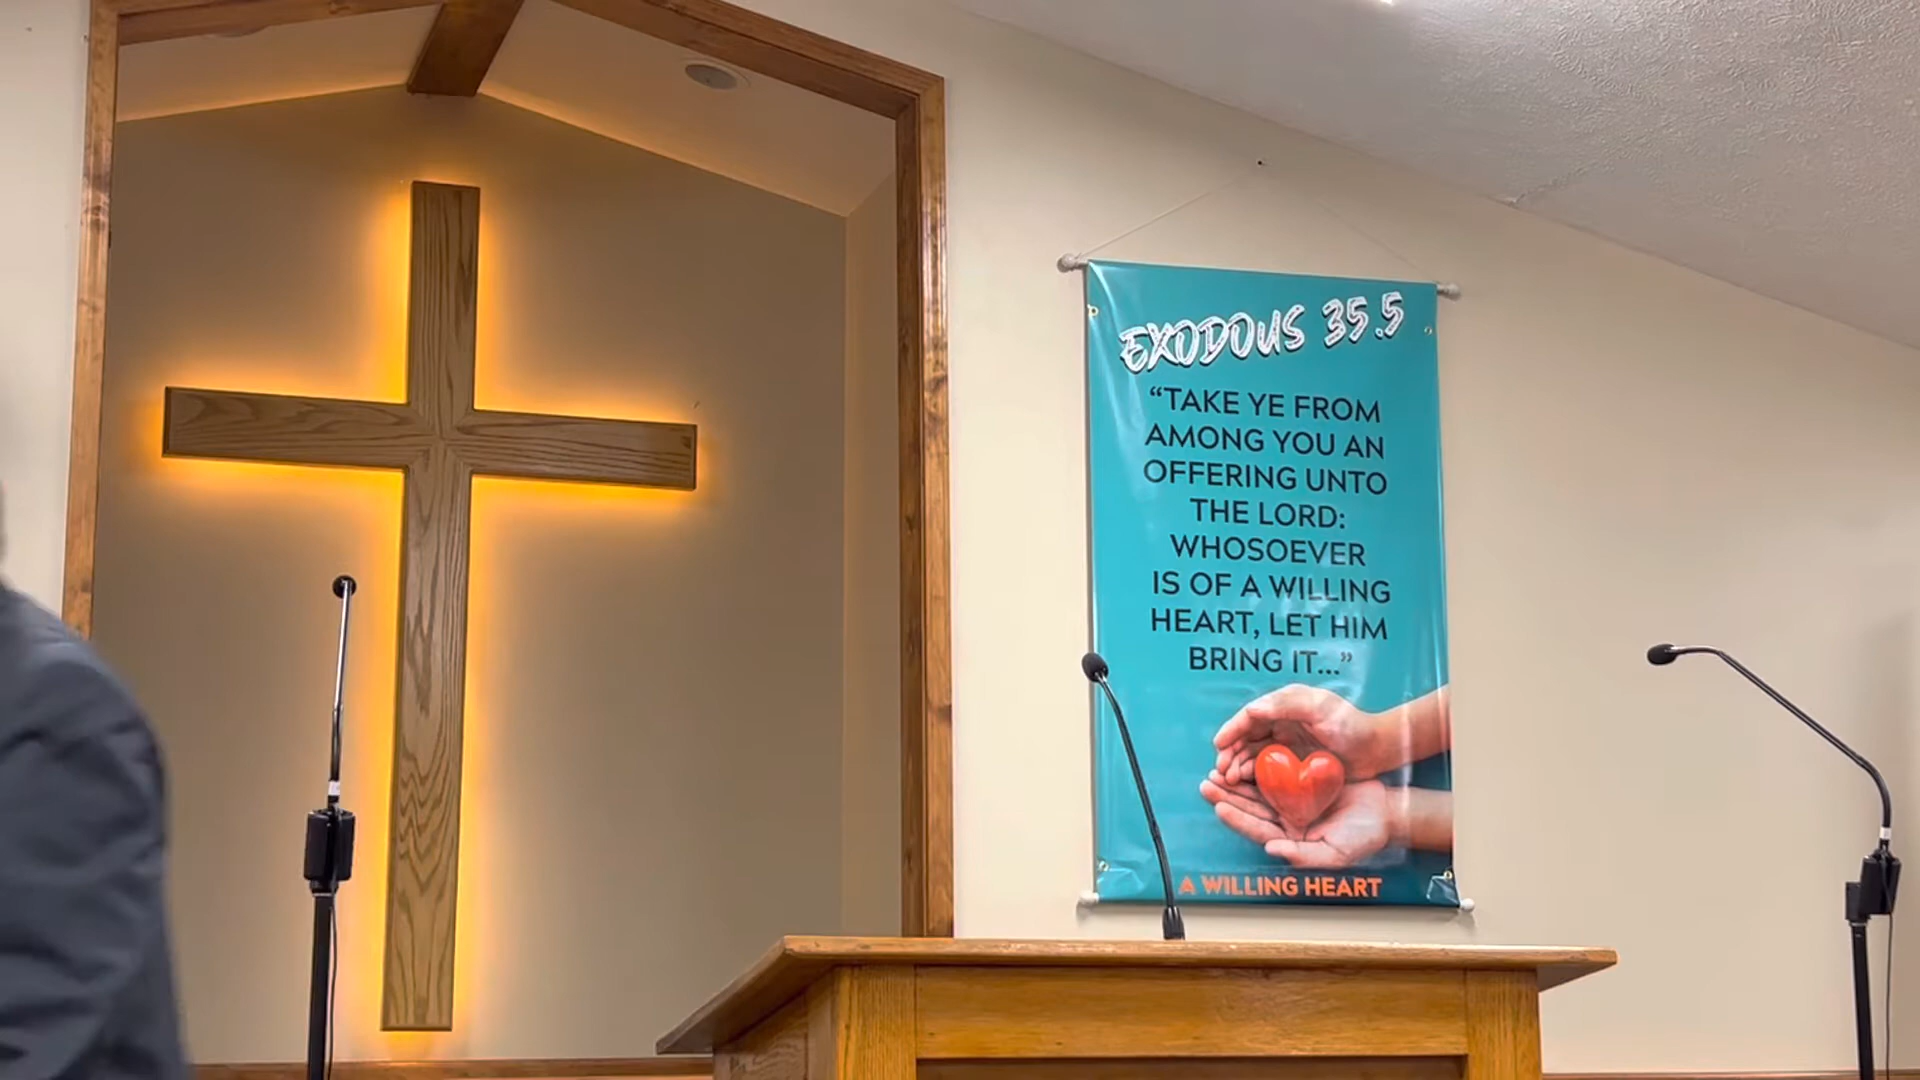 EXODOUS 35.5
“TAKE YE FROM
AMONG YOU AN
OFFERING UNTO
THE LORD:
WHOSOEVER
IS OF A WILLING
HEART, LET HIM
BRING IT...”
A WILLING HEART